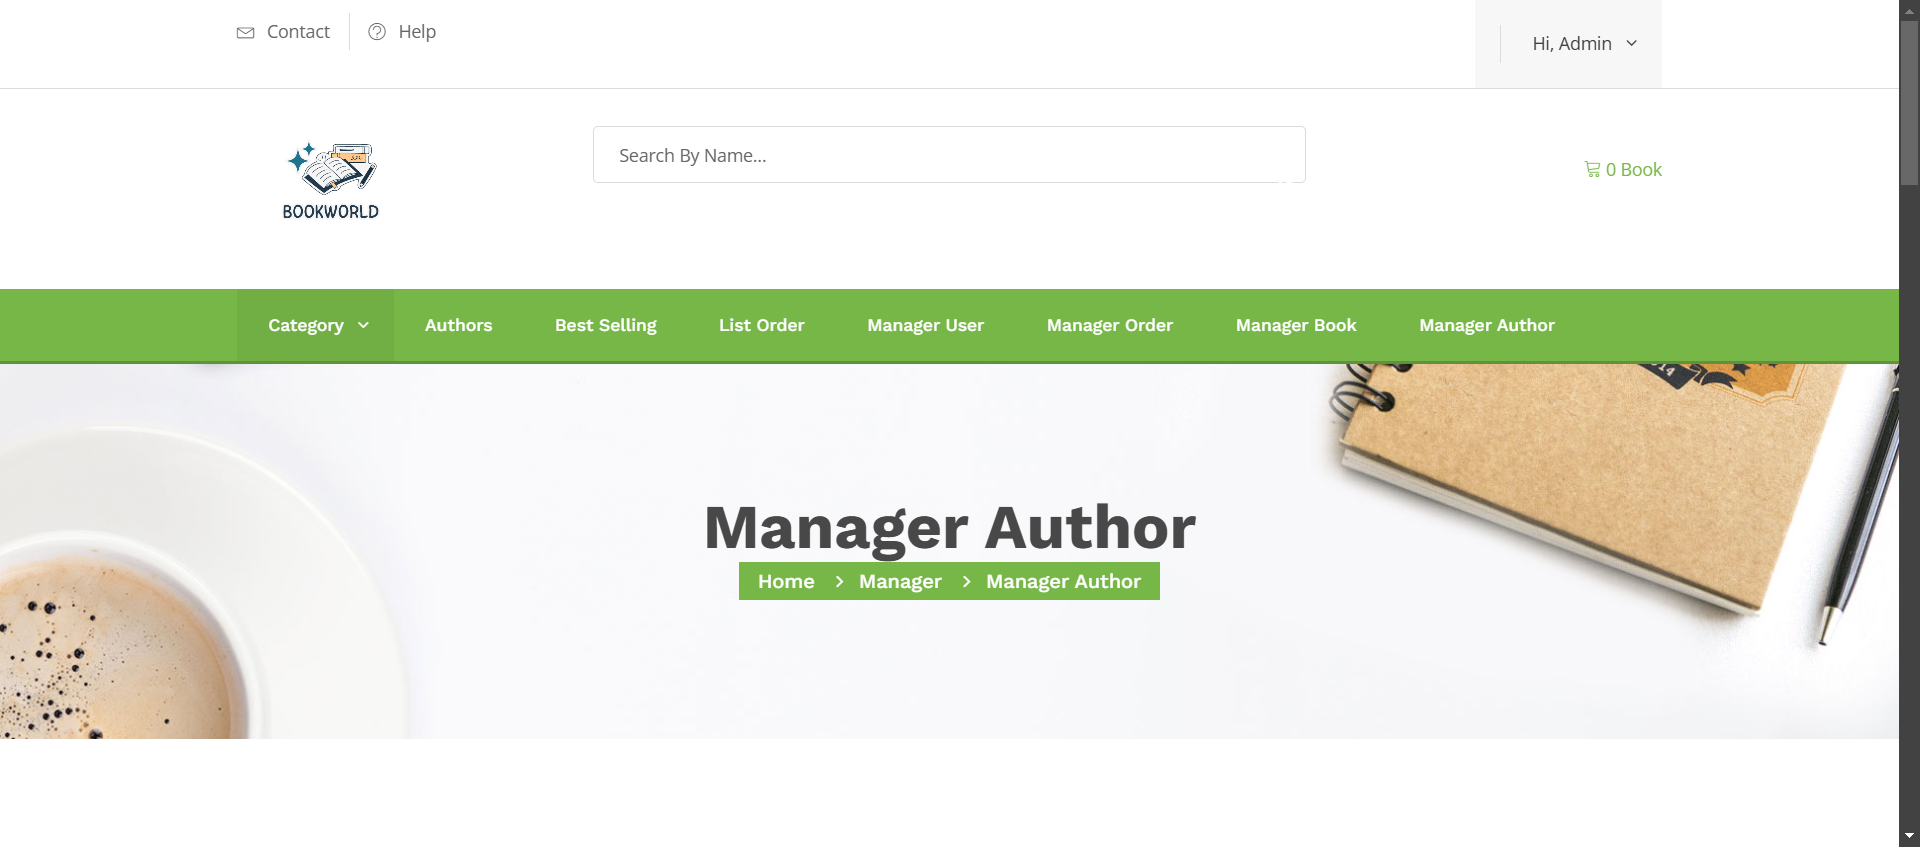 Contact
Help
Hi, Admin
Search By Name...
BOOKWORLD
0 Book
Category
Authors
Best Selling
List Order
Manager User
Manager Order
Manager Book
Manager Author
Manager Author
Home > Manager > Manager Author